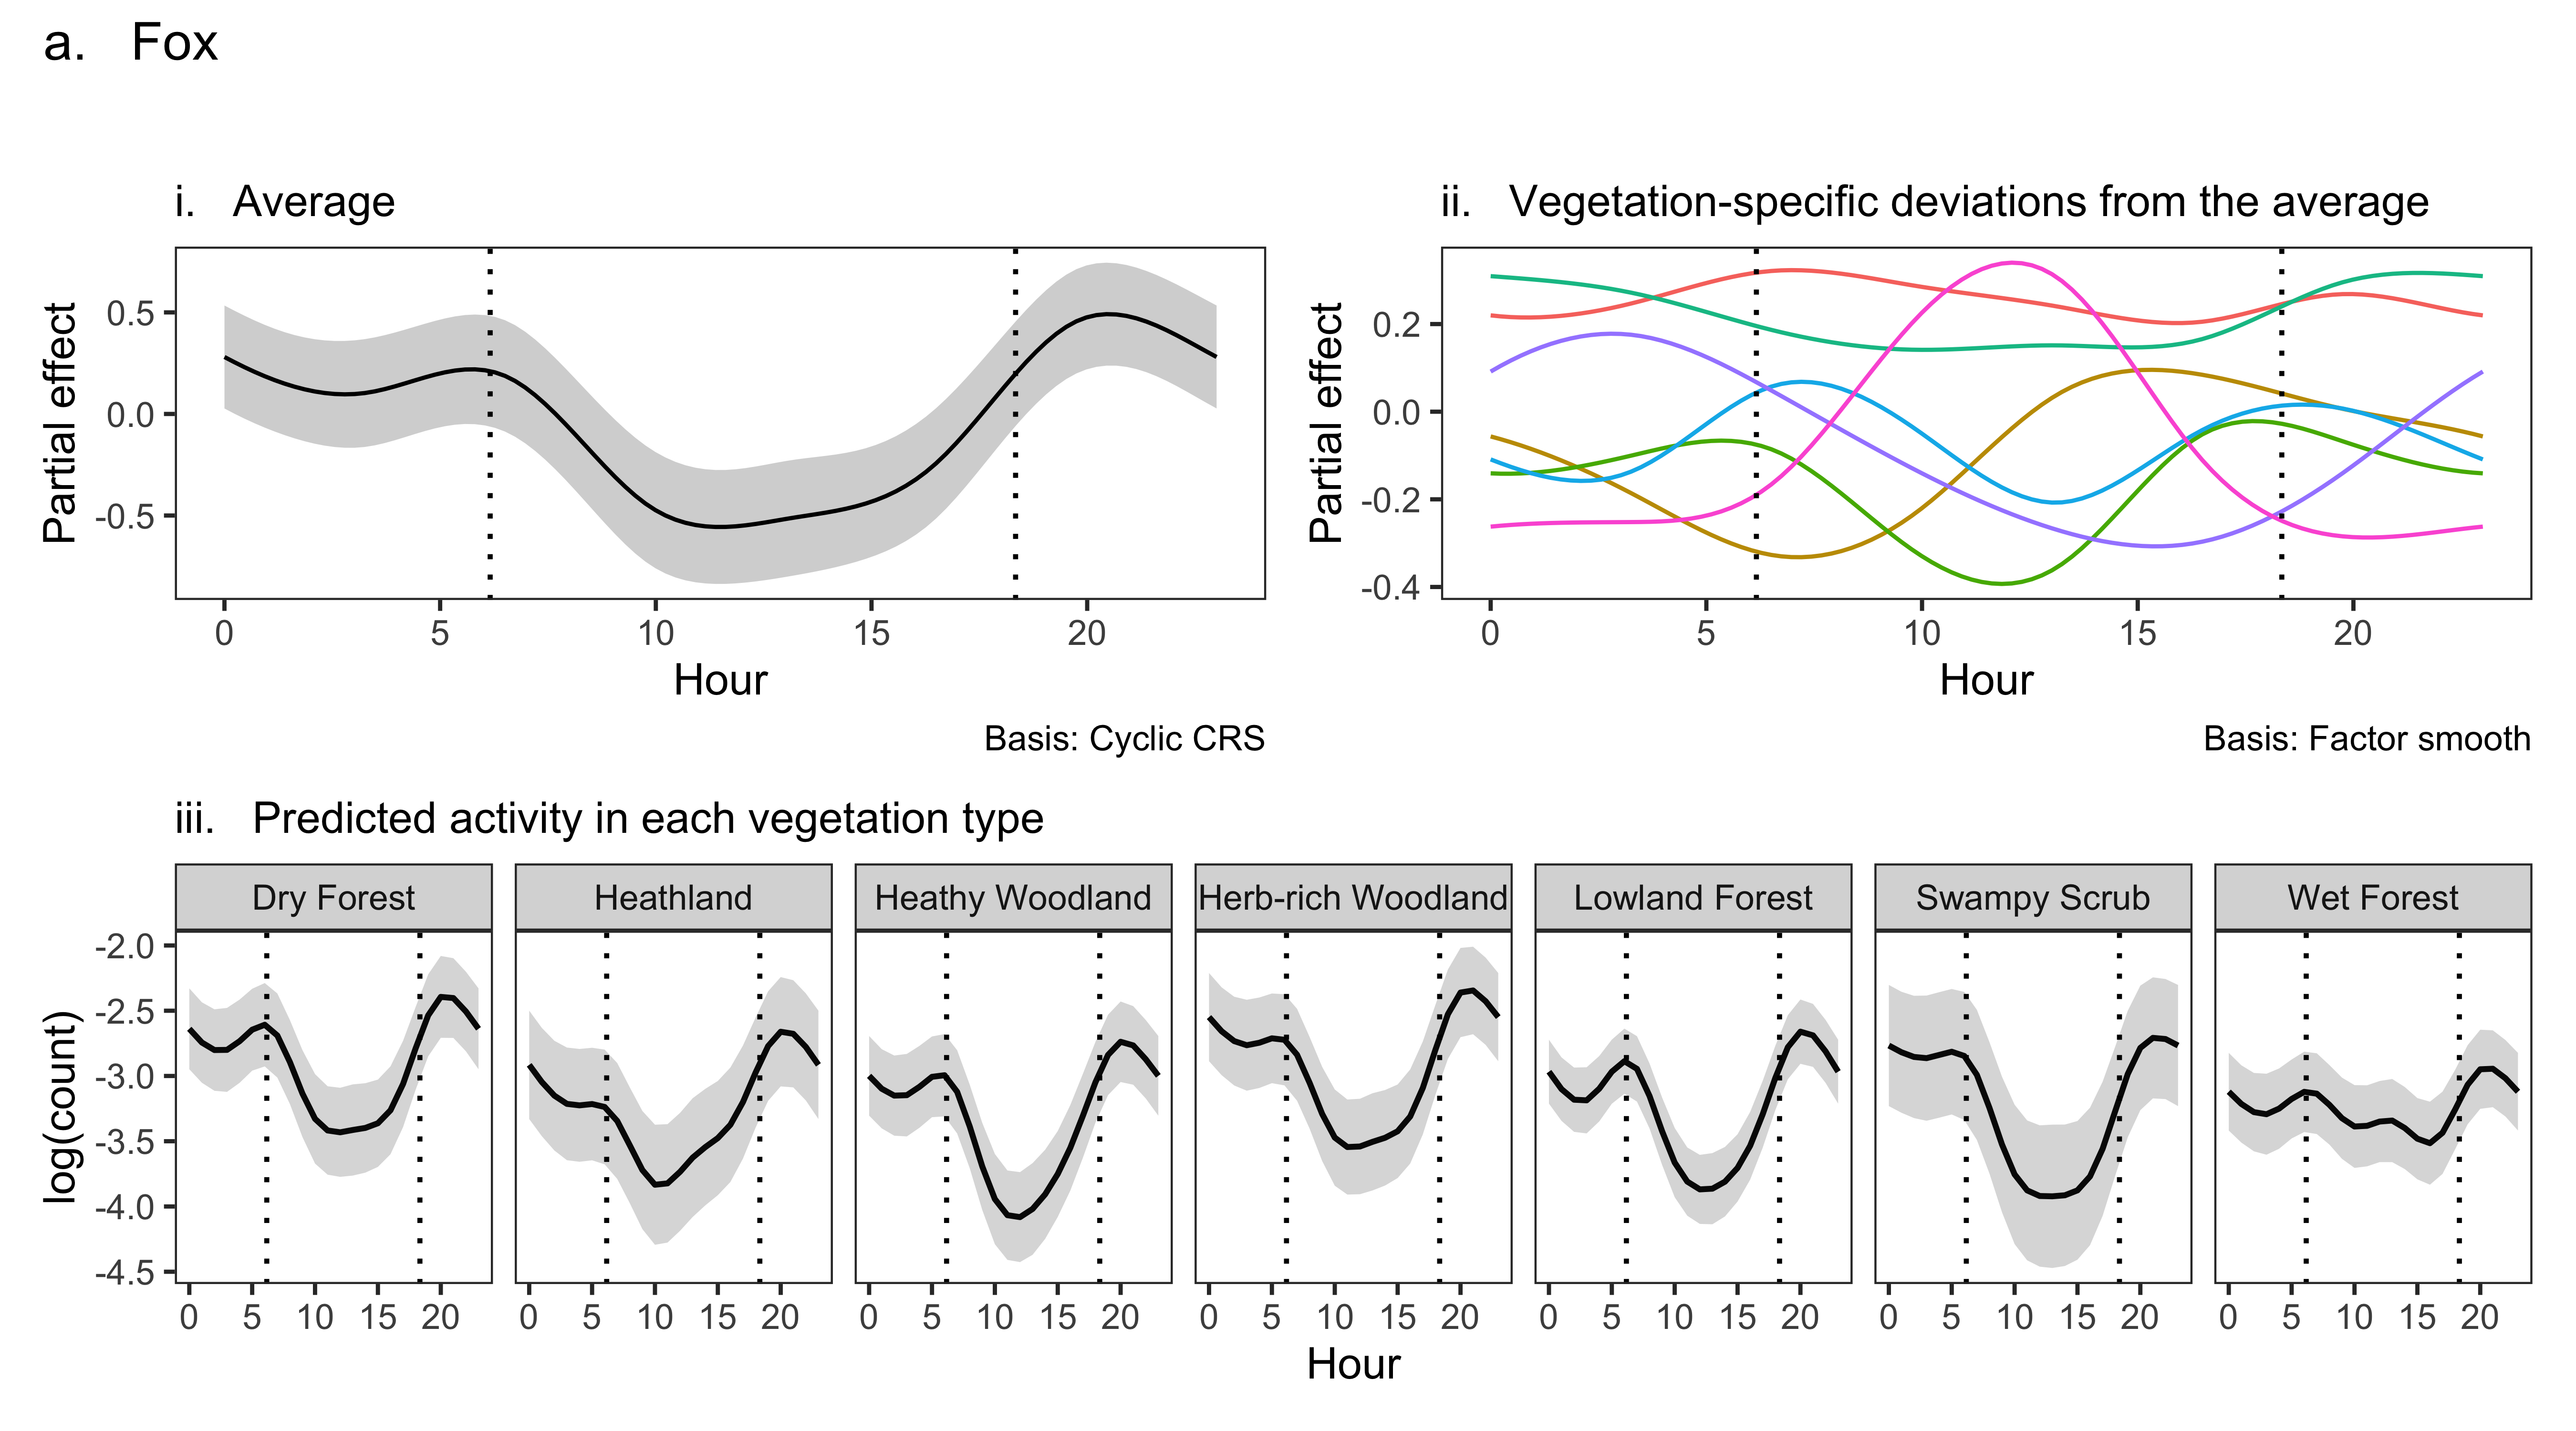 a. Fox
i. Average
ii. Vegetation-specific deviations from the average
Partial effect
0.5
0.0
-0.5
0 5 10 15 20
Hour
Basis: Cyclic CRS
Partial effect
0.2
0.0
-0.2
-0.4
0 5 10 15 20
Hour
Basis: Factor smooth
iii. Predicted activity in each vegetation type
Dry Forest Heathland Heathy Woodland Herb-rich Woodland Lowland Forest Swampy Scrub Wet Forest
log(count)
-2.0
-2.5
-3.0
-3.5
-4.0
-4.5
0 5 10 15 20 0 5 10 15 20 0 5 10 15 20 0 5 10 15 20 0 5 10 15 20 0 5 10 15 20 0 5 10 15 20
Hour